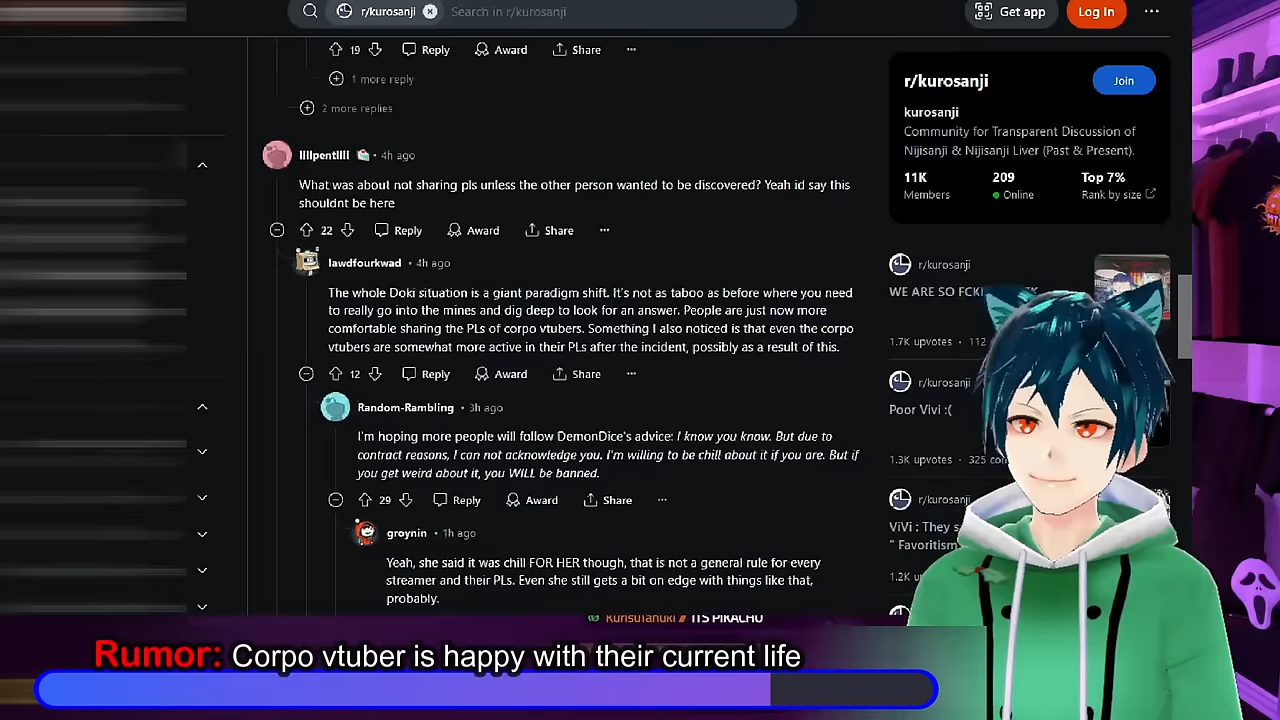 r/kurosanji
Search in r/kurosanji
Get app
Log In
19
Reply
Award
Share
1 more reply
2 more replies
r/kurosanji
Join
kurosanji
Community for Transparent Discussion of
Nijisanji & Nijisanji Liver (Past & Present).
11K
209
Top 7%
Members
Online
Rank by size
4h ago
What was about not sharing pls unless the other person wanted to be discovered? Yeah id say this
shouldnt be here
22
Reply
Award
Share
lawdfourkwad • 4h ago
The whole Doki situation is a giant paradigm shift. It's not as taboo as before where you need
to really go into the mines and dig deep to look for an answer. People are just now more
comfortable sharing the PLs of corpo vtubers. Something I also noticed is that even the corpo
vtubers are somewhat more active in their PLs after the incident, possibly as a result of this.
12
Reply
Award
Share
Random-Rambling • 3h ago
I'm hoping more people will follow DemonDice's advice: I know you know. But due to
contract reasons, I can not acknowledge you. I'm willing to be chill about it if you are. But if
you get weird about it, you WILL be banned.
29
Reply
Award
Share
groynin • 1h ago
Yeah, she said it was chill FOR HER though, that is not a general rule for every
streamer and their PLs. Even she still gets a bit on edge with things like that,
probably.
r/kurosanji
WE ARE SO
1.7K upvotes • 112
r/kurosanji
Poor Vivi :(
1.3K upvotes • 325
r/kurosanji
ViVi : They
" Favoritism
1.2K
KurisuTanuki // ITS PIKACHU
Rumor: Corpo vtuber is happy with their current life